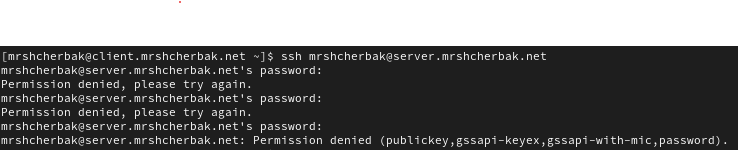 [mrshcherbak@client.mrshcherbak.net ~]$ ssh mrshcherbak@server.mrshcherbak.net
mrshcherbak@server.mrshcherbak.net's password:
Permission denied, please try again.
mrshcherbak@server.mrshcherbak.net's password:
Permission denied, please try again.
mrshcherbak@server.mrshcherbak.net's password:
mrshcherbak@server.mrshcherbak.net: Permission denied (publickey,gssapi-keyex,gssapi-with-mic,password).